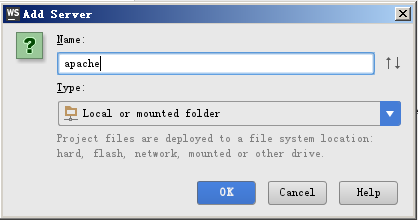 WS Add Server
Name:
apache
Type:
Local or mounted folder
Project files are deployed to a file system location:
hard, flash, network, mounted or other drive.
OK Cancel Help